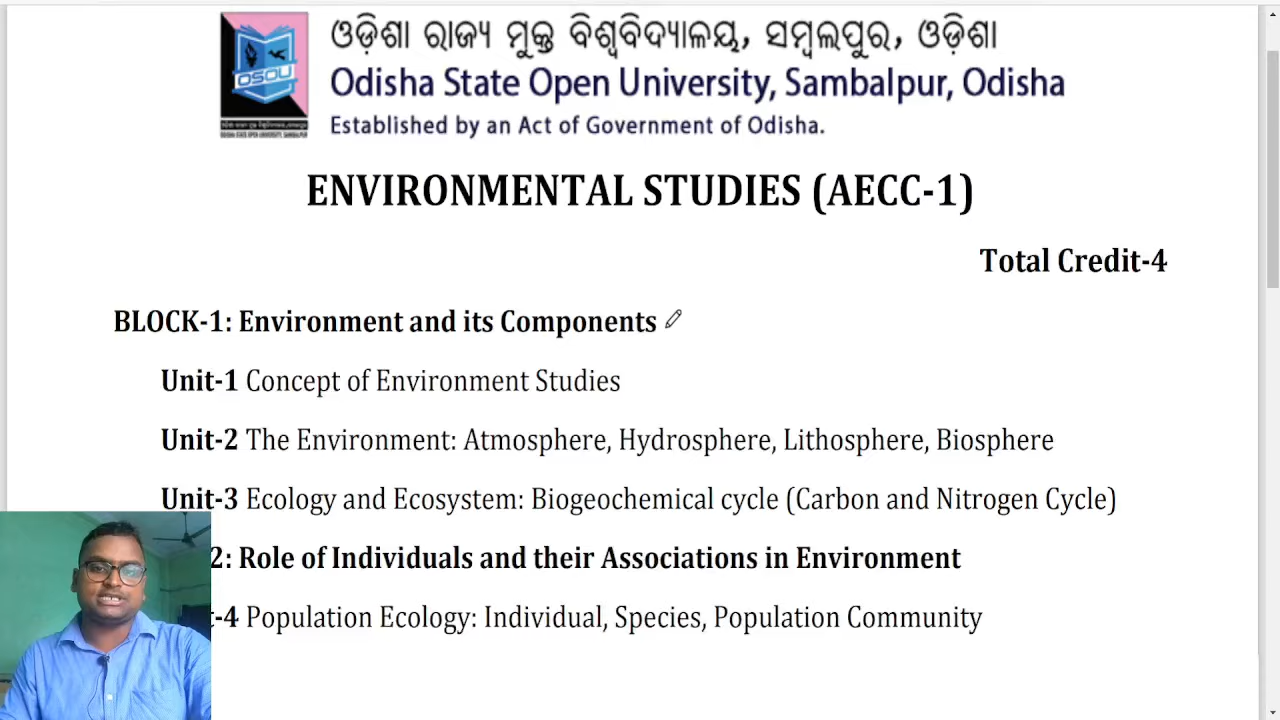 ଓଡ଼ିଶା ରାଜ୍ୟ ମୁକ୍ତ ବିଶ୍ୱବିଦ୍ୟାଳୟ, ସମ୍ବଲପୁର, ଓଡ଼ିଶା
OSOU
Odisha State Open University, Sambalpur, Odisha
Established by an Act of Government of Odisha.
ENVIRONMENTAL STUDIES (AECC-1)
Total Credit-4
BLOCK-1: Environment and its Components
Unit-1 Concept of Environment Studies
Unit-2 The Environment: Atmosphere, Hydrosphere, Lithosphere, Biosphere
Unit-3 Ecology and Ecosystem: Biogeochemical cycle (Carbon and Nitrogen Cycle)
2: Role of Individuals and their Associations in Environment
-4 Population Ecology: Individual, Species, Population Community